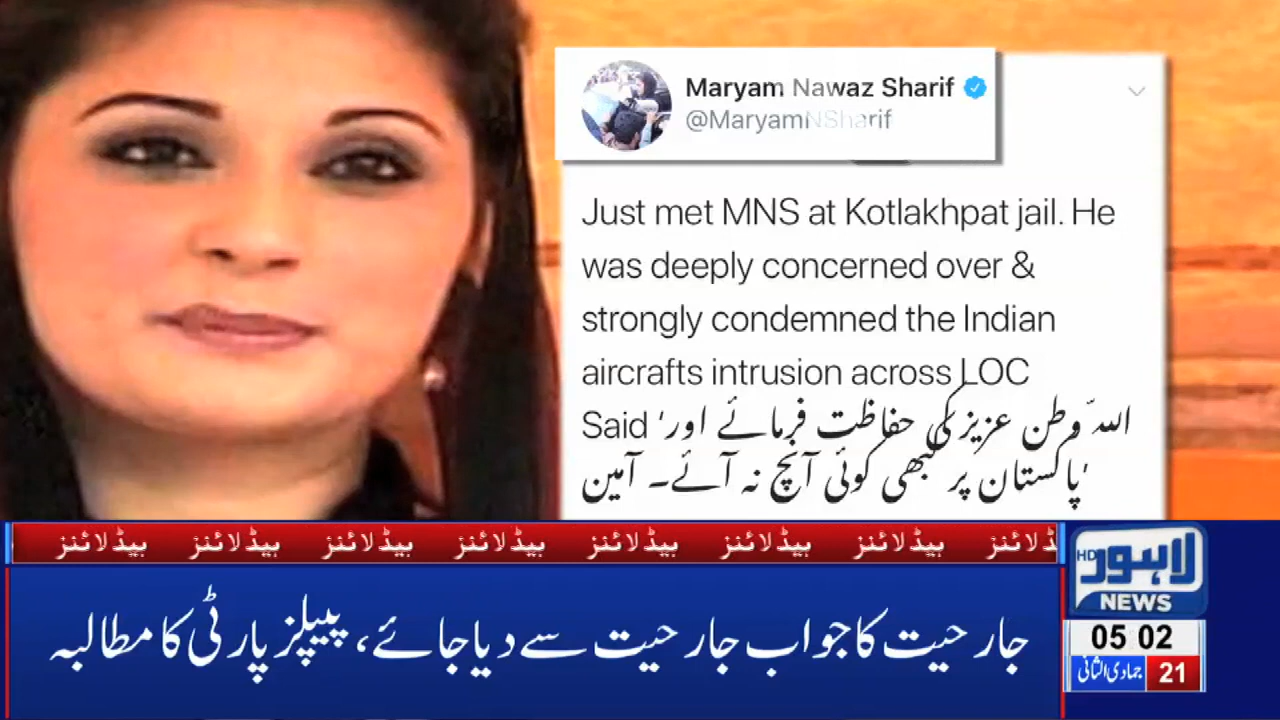 Maryam Nawaz Sharif
@MaryamNSharif
Just met MNS at Kotlakhpat jail. He
was deeply concerned over &
strongly condemned the Indian
aircrafts intrusion across LOC
Said ‘اللہ وطن عزیز کی حفاظت فرمائے اور
پاکستان پر کبھی کوئی آنچ نہ آئے۔ آمین’
ہیڈلائنز ہیڈلائنز ہیڈلائنز ہیڈلائنز ہیڈلائنز ہیڈلائنز ہیڈلائنز ڈلائنز
جارحیت کا جواب جارحیت سے دیا جائے، پیپلز پارٹی کا مطالبہ
لاہور HD
NEWS
05 02
جمادی الثانی 21